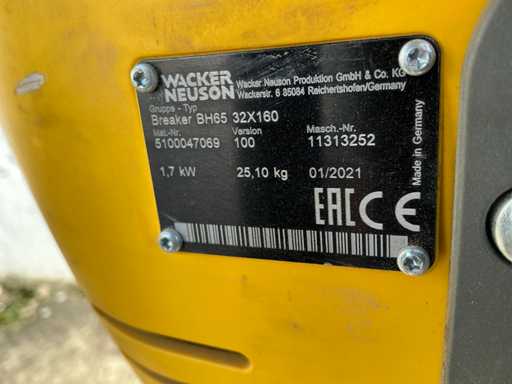 WACKER
NEUSON
Wacker Neuson Produktion GmbH & Co. KG
Wackerstr. 6 85084 Reichertshofen/Germany
Gruppe - Typ
Breaker BH65 32X160
Mat.-Nr. Version Masch.-Nr.
5100047069 100 11313252
1,7 kW 25,10 kg 01/2021
EAC CE
Made in Germany